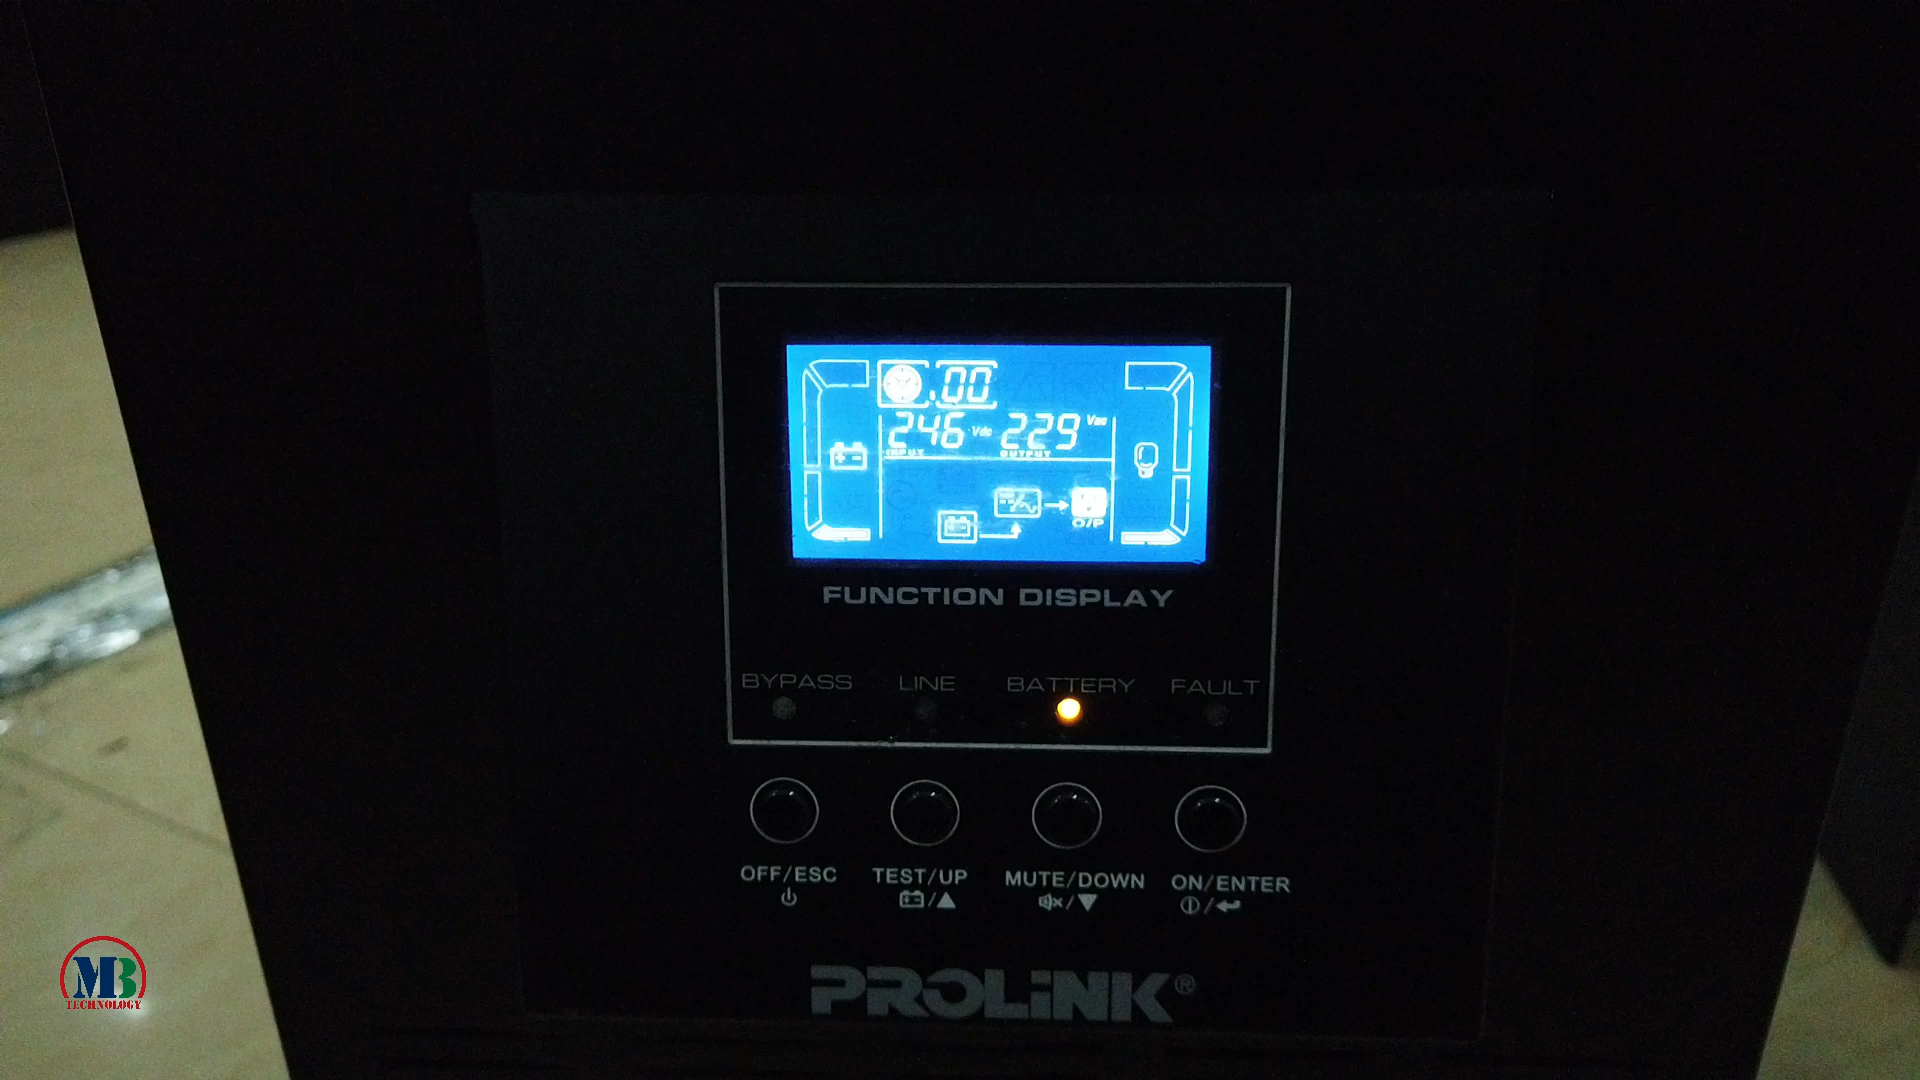 .00
246 Vdc 229 Vac
INPUT OUTPUT
O/P
FUNCTION DISPLAY
BYPASS LINE BATTERY FAULT
OFF/ESC TEST/UP MUTE/DOWN ON/ENTER
PROLiNK®
MB
TECHNOLOGY